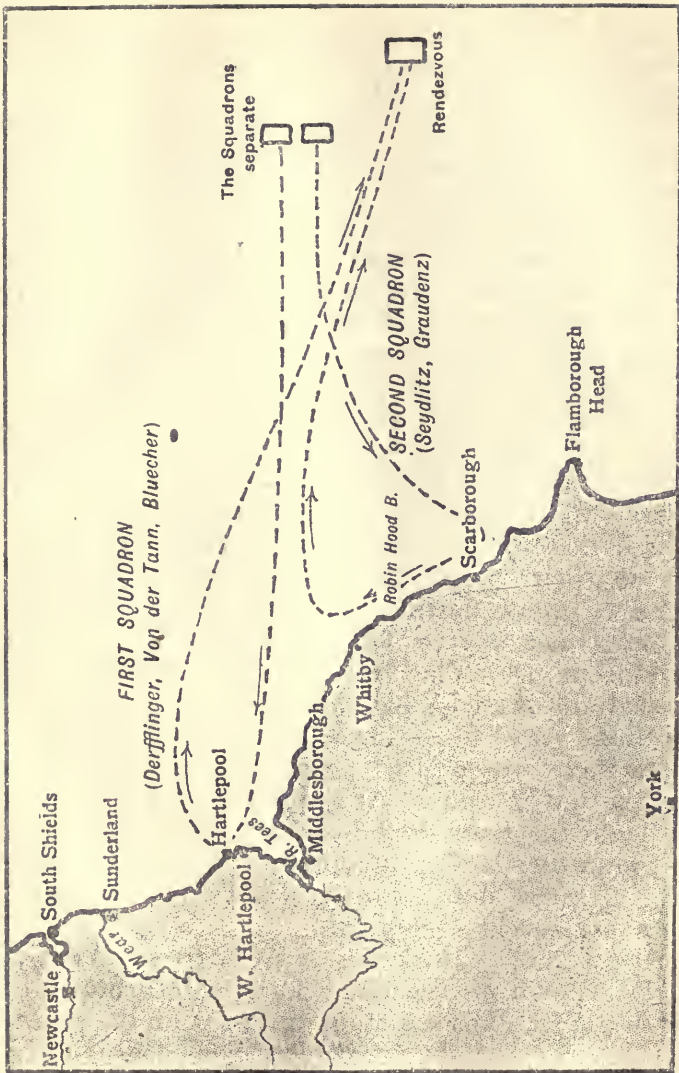 Newcastle
South Shields
Sunderland
Wear
FIRST SQUADRON
(Derfflinger, Von der Tann, Bluecher)
Hartlepool
W. Hartlepool
R. Tees
Middlesborough
The Squadrons
separate
Whitby
Robin Hood B.
SECOND SQUADRON
(Seydlitz, Graudenz)
Rendezvous
Scarborough
Flamborough
Head
York